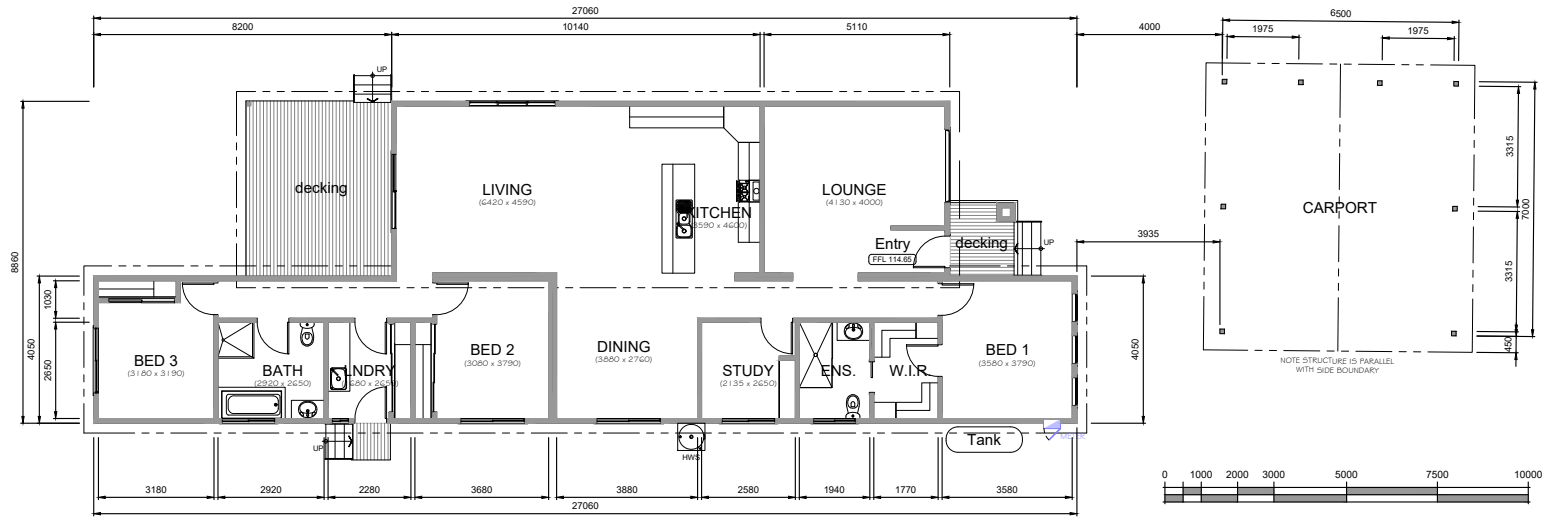 27060
6500
8200
10140
5110
4000
1975
1975
UP
8860
decking
LIVING
(6420 x 4590)
KITCHEN
(3590 x 4600)
LOUNGE
(4130 x 4000)
Entry
FFL 114.65
decking
UP
3935
CARPORT
3315
7000
3315
450
NOTE STRUCTURE IS PARALLEL
WITH SIDE BOUNDARY
1030
4050
2650
BED 3
(3180 x 3190)
BATH
(2920 x 2650)
LNDRY
BED 2
(3080 x 3790)
DINING
(3880 x 2760)
STUDY
(2135 x 2650)
ENS.
W.I.R.
BED 1
(3580 x 3790)
4050
UP
HWS
Tank
METER
3180
2920
2280
3680
3880
2580
1940
1770
3580
27060
0
1000
2000
3000
5000
7500
10000